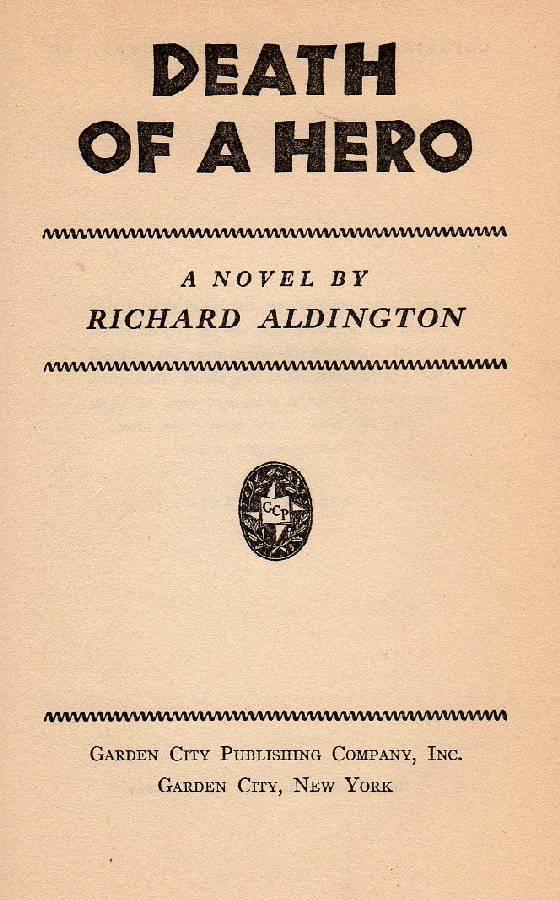 DEATH
OF A HERO
A NOVEL BY
RICHARD ALDINGTON
GCP
GARDEN CITY PUBLISHING COMPANY, INC.
GARDEN CITY, NEW YORK